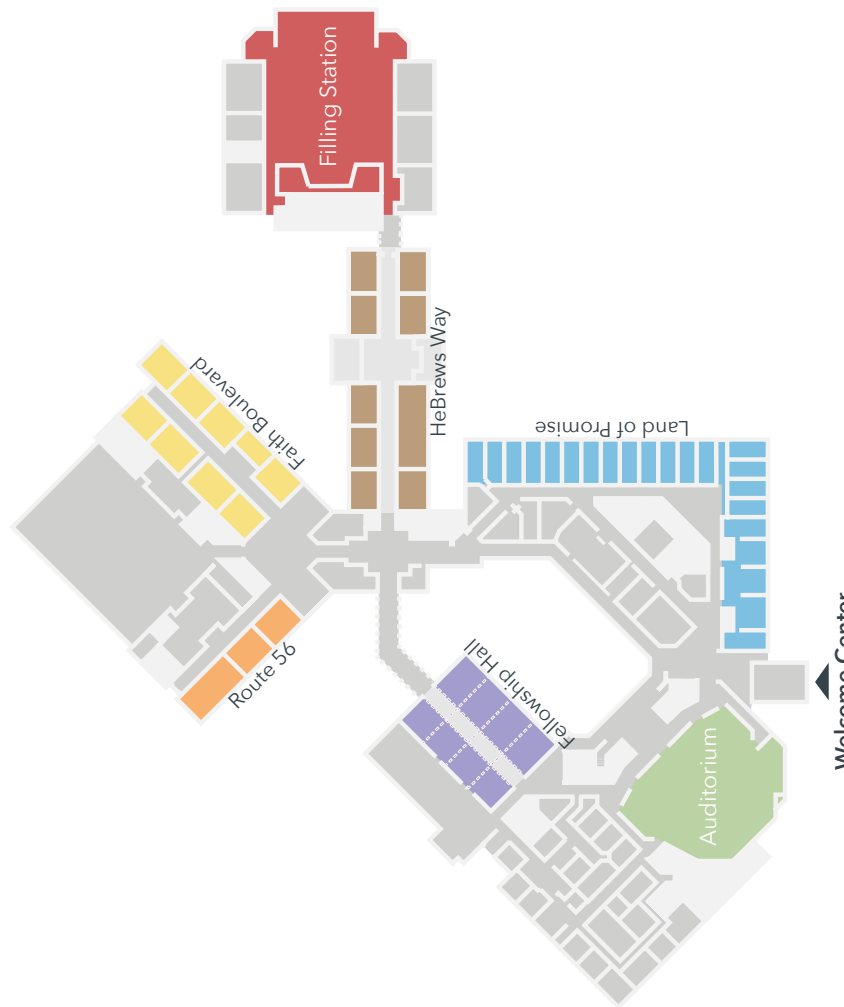 Filling Station
HeBrews Way
Faith Boulevard
Land of Promise
Route 56
Fellowship Hall
Auditorium
Welcome Center